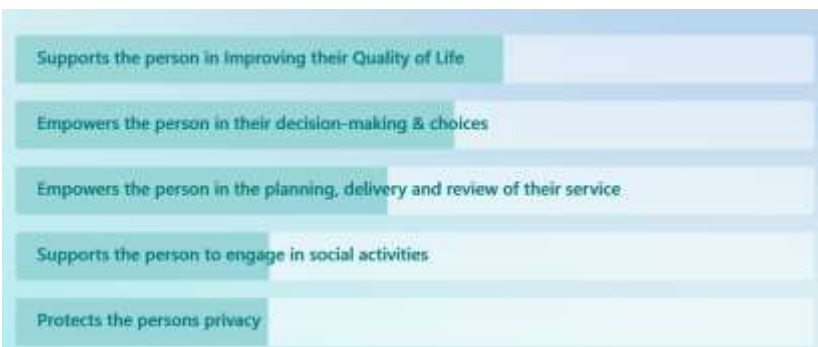 Supports the person in Improving their Quality of Life
Empowers the person in their decision-making & choices
Empowers the person in the planning, delivery and review of their service
Supports the person to engage in social activities
Protects the persons privacy